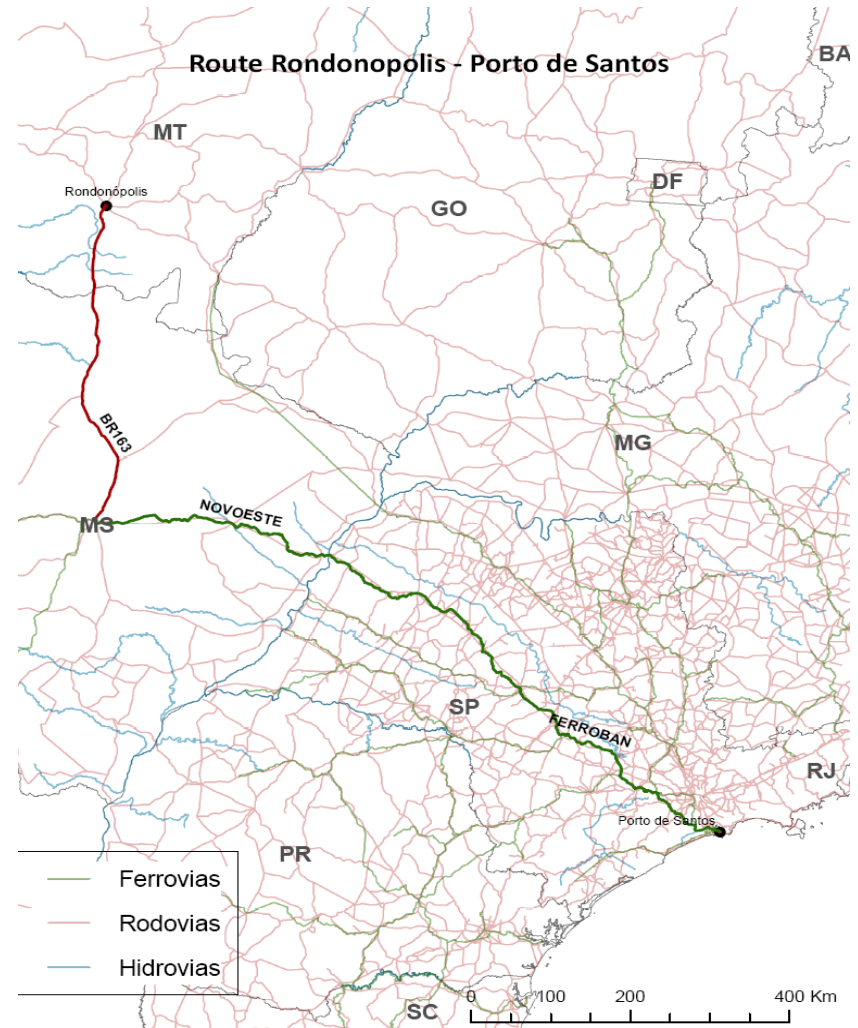 Route Rondonopolis - Porto de Santos
BA
MT
DF
Rondonópolis
GO
BR163
MG
NOVOESTE
MS
SP
FERROBAN
RJ
Porto de Santos
PR
Ferrovias
Rodovias
Hidrovias
0 100 200 400 Km
SC